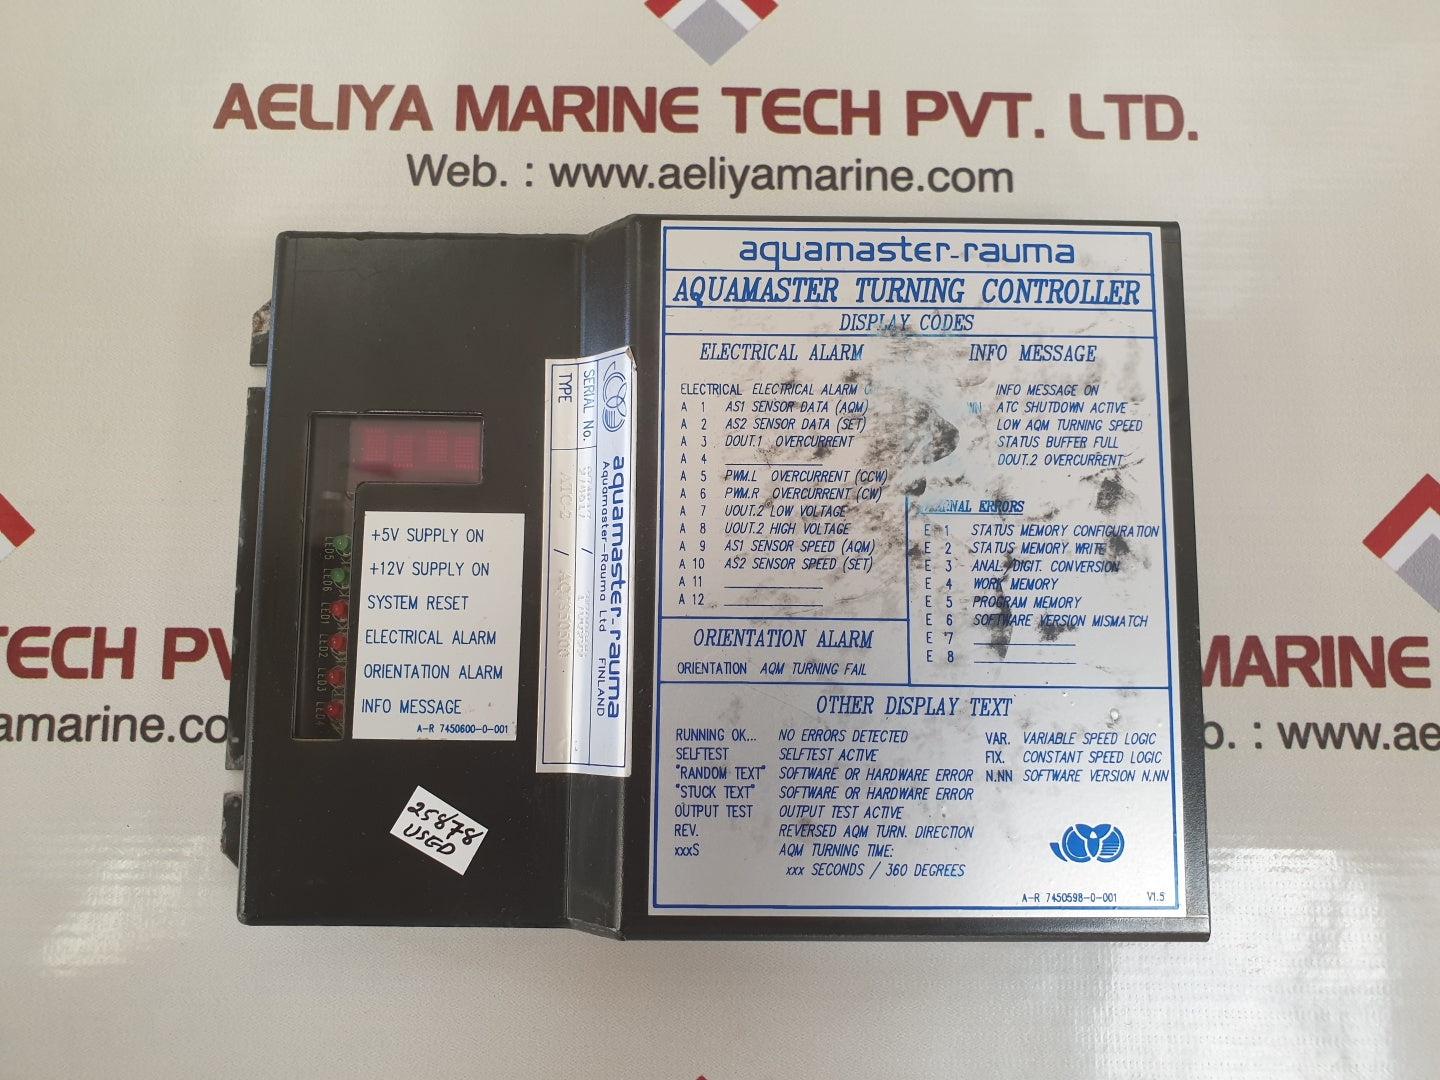 AELIYA MARINE TECH PVT. LTD.
Web. : www.aeliyamarine.com
aquamaster-rauma
AQUAMASTER TURNING CONTROLLER
DISPLAY CODES
ELECTRICAL ALARM
ELECTRICAL ELECTRICAL ALARM
A 1 AS1 SENSOR DATA (AQM)
A 2 AS2 SENSOR DATA (SET)
A 3 DOUT.1 OVERCURRENT
A 4
A 5 PWM.L OVERCURRENT (CCW)
A 6 PWM.R OVERCURRENT (CW)
A 7 UOUT.2 LOW VOLTAGE
A 8 UOUT.2 HIGH VOLTAGE
A 9 AS1 SENSOR SPEED (AQM)
A 10 AS2 SENSOR SPEED (SET)
A 11
A 12
INFO MESSAGE
INFO MESSAGE ON
ATC SHUTDOWN ACTIVE
LOW AQM TURNING SPEED
STATUS BUFFER FULL
DOUT.2 OVERCURRENT
ERRORS
E 1 STATUS MEMORY CONFIGURATION
E 2 STATUS MEMORY WRITE
E 3 ANAL./DIGIT. CONVERSION
E 4 WORK MEMORY
E 5 PROGRAM MEMORY
E 6 SOFTWARE VERSION MISMATCH
E 7
E 8
ORIENTATION ALARM
ORIENTATION AQM TURNING FAIL
OTHER DISPLAY TEXT
RUNNING OK... NO ERRORS DETECTED
SELFTEST SELFTEST ACTIVE
"RANDOM TEXT" SOFTWARE OR HARDWARE ERROR
"STUCK TEXT" SOFTWARE OR HARDWARE ERROR
OUTPUT TEST OUTPUT TEST ACTIVE
REV. REVERSED AQM TURN. DIRECTION
xxxS AQM TURNING TIME:
xxx SECONDS / 360 DEGREES
VAR. VARIABLE SPEED LOGIC
FIX. CONSTANT SPEED LOGIC
N.NN SOFTWARE VERSION N.NN
A-R 7450598-0-001 V1.5
aquamaster-rauma
Aquamaster-Rauma Ltd FINLAND
SERIAL No.
TYPE
LED5
LED6
LED1
LED2
LED3
LED4
+5V SUPPLY ON
+12V SUPPLY ON
SYSTEM RESET
ELECTRICAL ALARM
ORIENTATION ALARM
INFO MESSAGE
A-R 7450600-0-001
25878
USED
TECH PV
amarine.co
MARINE
www.ae